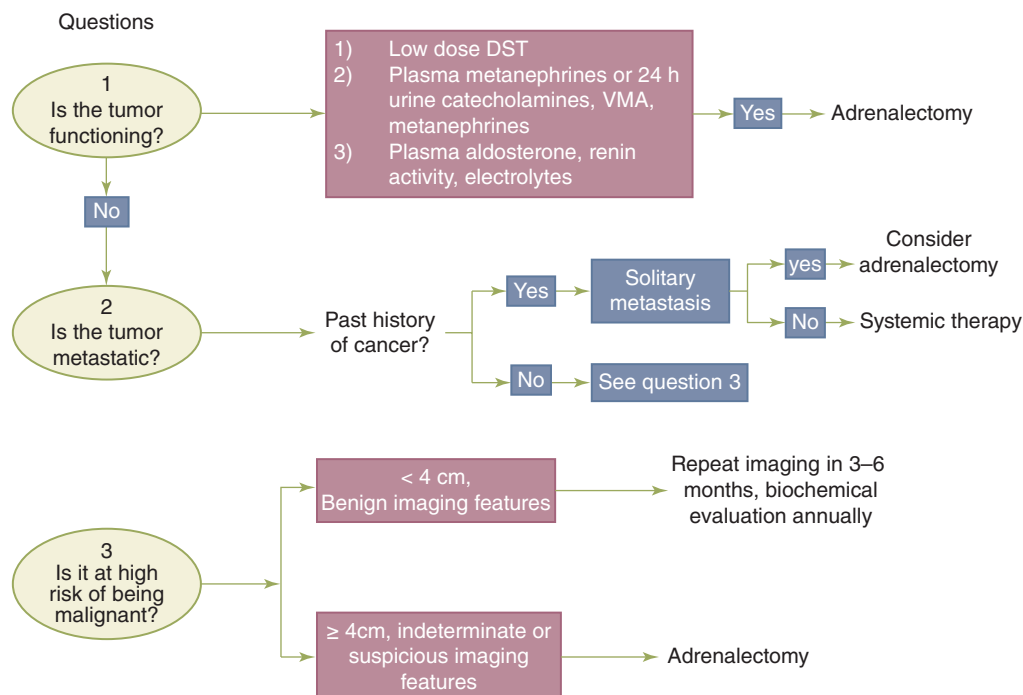 Questions
1
Is the tumor
functioning?
1) Low dose DST
2) Plasma metanephrines or 24 h
urine catecholamines, VMA,
metanephrines
3) Plasma aldosterone, renin
activity, electrolytes
Yes
Adrenalectomy
No
2
Is the tumor
metastatic?
Past history
of cancer?
Yes
Solitary
metastasis
yes
Consider
adrenalectomy
No
Systemic therapy
No
See question 3
3
Is it at high
risk of being
malignant?
< 4 cm,
Benign imaging features
Repeat imaging in 3–6
months, biochemical
evaluation annually
≥ 4cm, indeterminate or
suspicious imaging
features
Adrenalectomy